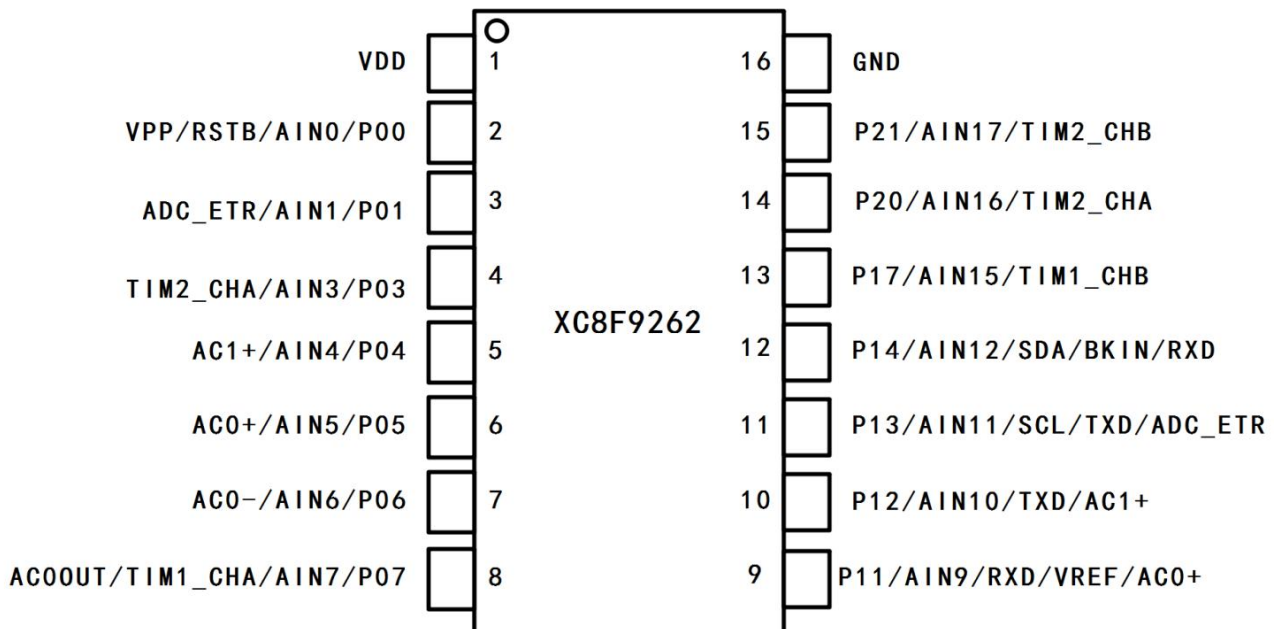 VDD 1 16 GND
VPP/RSTB/AIN0/P00 2 15 P21/AIN17/TIM2_CHB
ADC_ETR/AIN1/P01 3 14 P20/AIN16/TIM2_CHA
TIM2_CHA/AIN3/P03 4 13 P17/AIN15/TIM1_CHB
XC8F9262
AC1+/AIN4/P04 5 12 P14/AIN12/SDA/BKIN/RXD
AC0+/AIN5/P05 6 11 P13/AIN11/SCL/TXD/ADC_ETR
AC0-/AIN6/P06 7 10 P12/AIN10/TXD/AC1+
AC0OUT/TIM1_CHA/AIN7/P07 8 9 P11/AIN9/RXD/VREF/AC0+